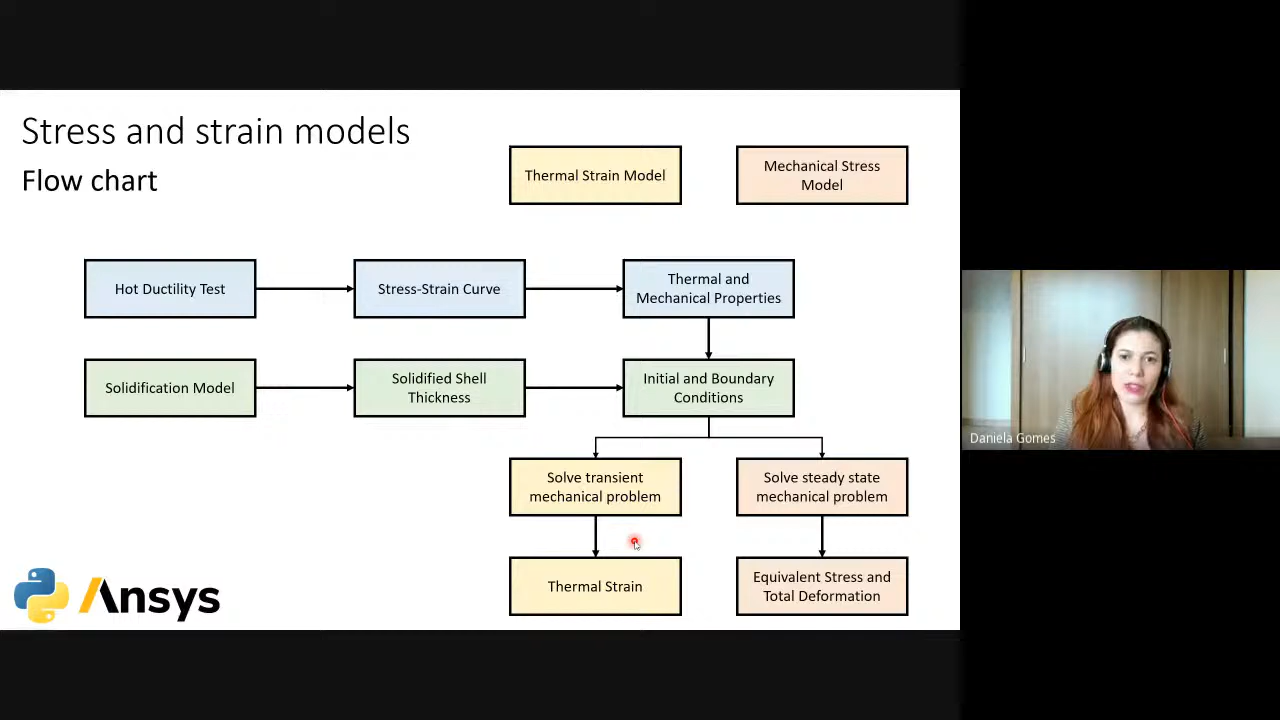 Stress and strain models
Flow chart
Thermal Strain Model
Mechanical Stress
Model
Hot Ductility Test
Stress-Strain Curve
Thermal and
Mechanical Properties
Solidification Model
Solidified Shell
Thickness
Initial and Boundary
Conditions
Solve transient
mechanical problem
Solve steady state
mechanical problem
Thermal Strain
Equivalent Stress and
Total Deformation
Ansys
Daniela Gomes